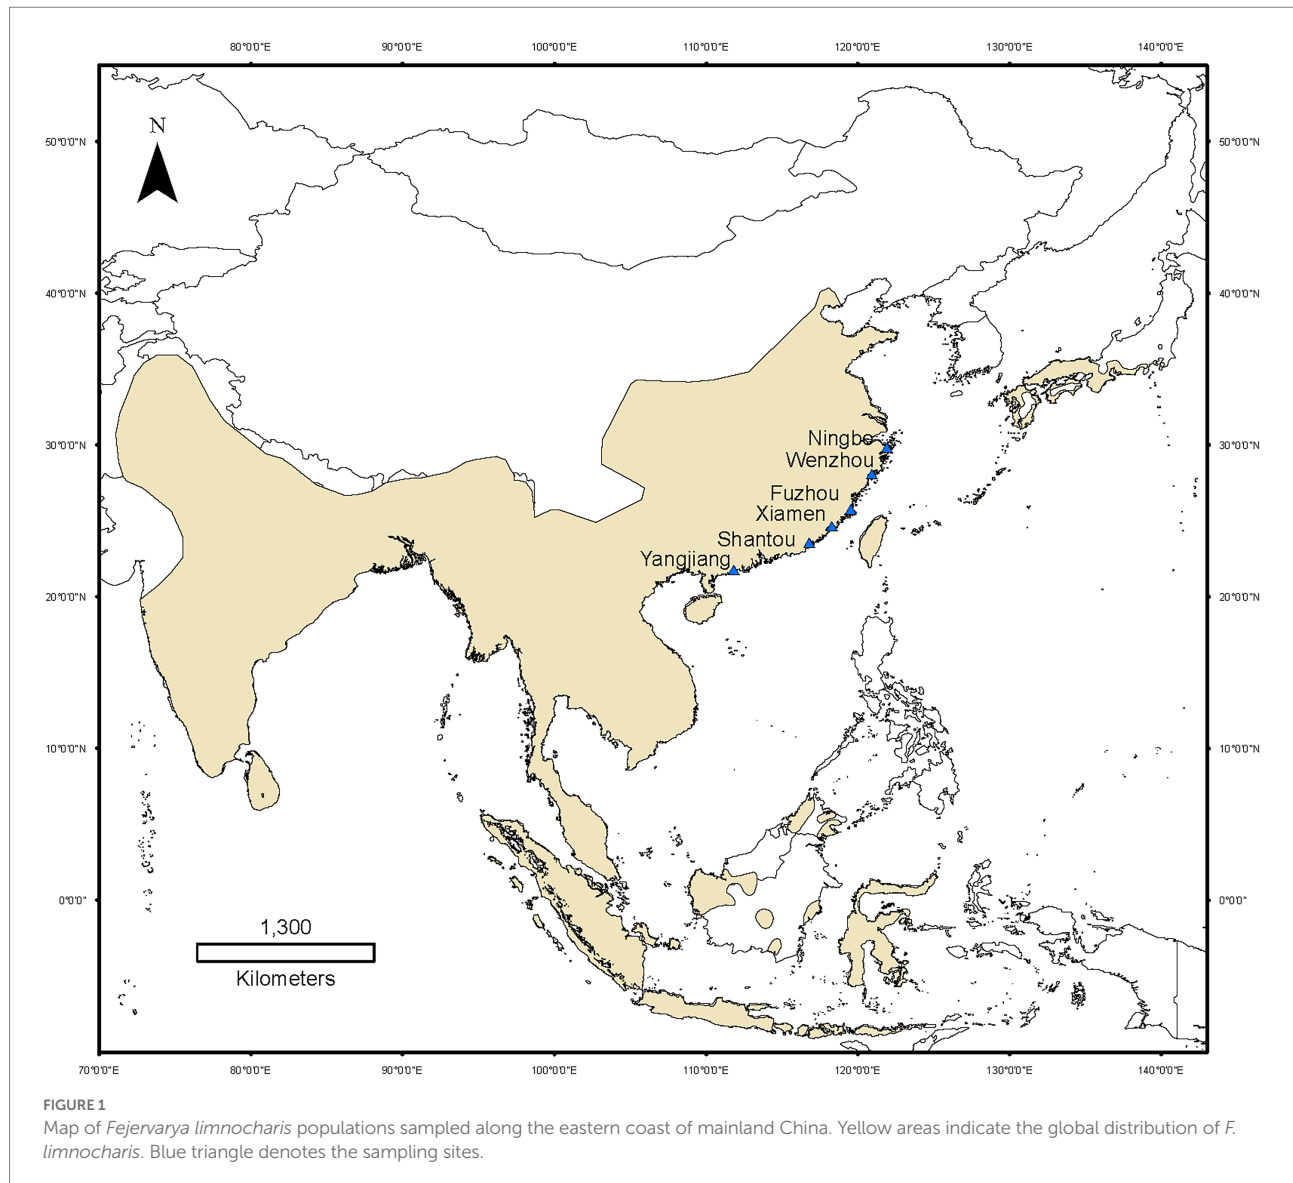 80°0'0"E 90°0'0"E 100°0'0"E 110°0'0"E 120°0'0"E 130°0'0"E 140°0'0"E
N
50°0'0"N 50°0'0"N
40°0'0"N 40°0'0"N
Ningbo
30°0'0"N 30°0'0"N
Wenzhou
Fuzhou
Xiamen
Shantou
Yangjiang
20°0'0"N 20°0'0"N
10°0'0"N 10°0'0"N
0°0'0" 0°0'0"
1,300
Kilometers
70°0'0"E 80°0'0"E 90°0'0"E 100°0'0"E 110°0'0"E 120°0'0"E 130°0'0"E 140°0'0"E
FIGURE 1
Map of Fejervarya limnocharis populations sampled along the eastern coast of mainland China. Yellow areas indicate the global distribution of F.
limnocharis. Blue triangle denotes the sampling sites.